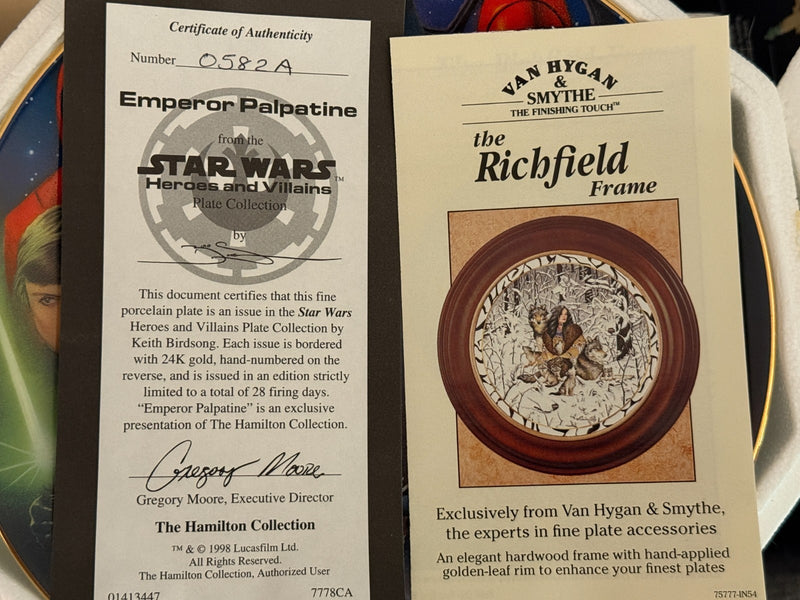 Certificate of Authenticity
Number 0582A
Emperor Palpatine
from the
STAR WARS™
Heroes and Villains
Plate Collection
by
This document certifies that this fine
porcelain plate is an issue in the Star Wars
Heroes and Villains Plate Collection by
Keith Birdsong. Each issue is bordered
with 24K gold, hand-numbered on the
reverse, and is issued in an edition strictly
limited to a total of 28 firing days.
“Emperor Palpatine” is an exclusive
presentation of The Hamilton Collection.
Gregory Moore
Gregory Moore, Executive Director
The Hamilton Collection
™ & © 1998 Lucasfilm Ltd.
All Rights Reserved.
The Hamilton Collection, Authorized User
01413447 7778CA
VAN HYGAN
&
SMYTHE
THE FINISHING TOUCH™
the
Richfield
Frame
Exclusively from Van Hygan & Smythe,
the experts in fine plate accessories
An elegant hardwood frame with hand-applied
golden-leaf rim to enhance your finest plates
75777-IN54